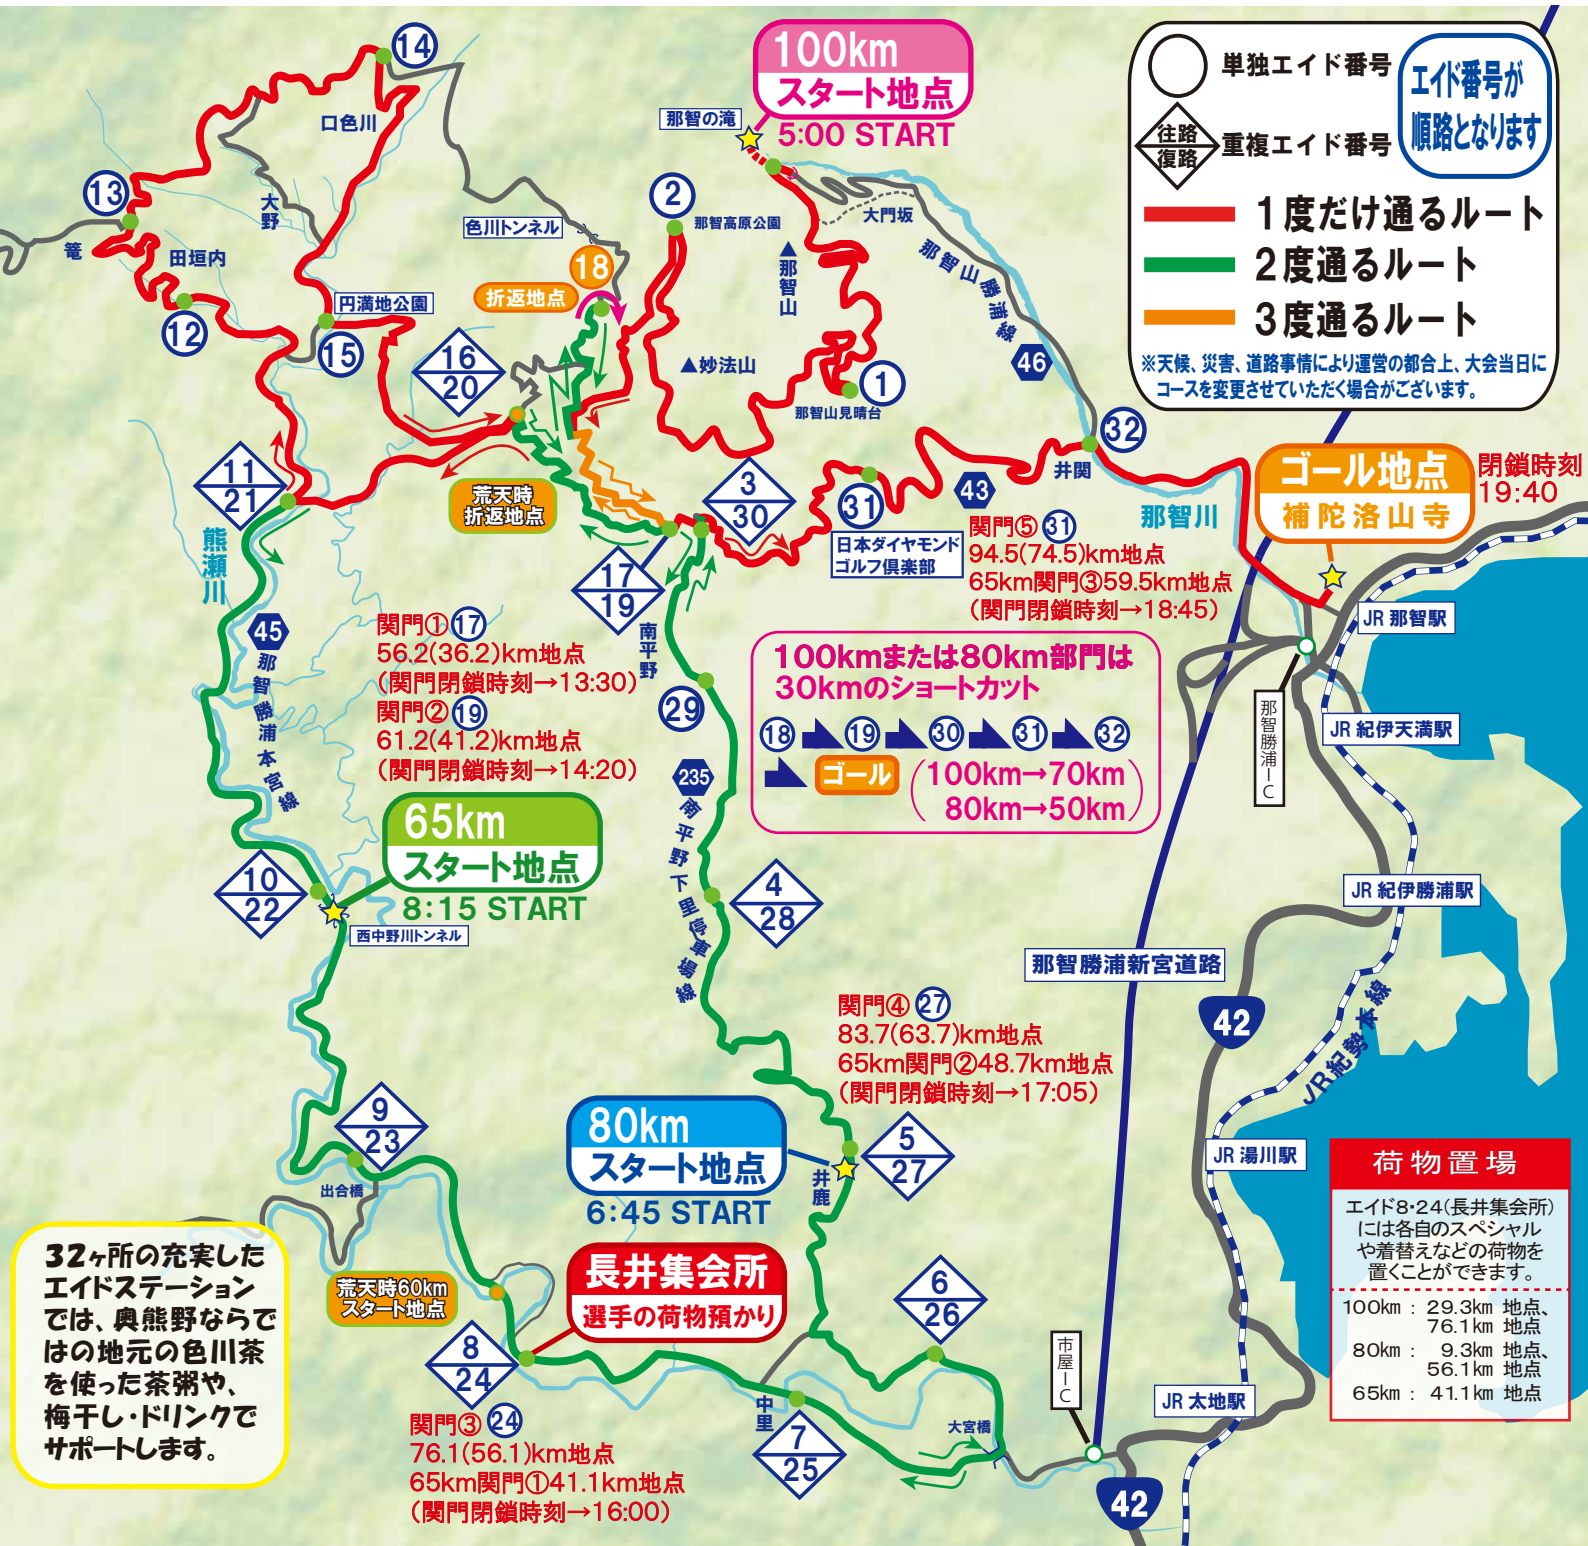 14
100km
スタート地点
5:00 START
那智の滝
単独エイド番号
往路
復路
重複エイド番号
エイド番号が
順路となります
1度だけ通るルート
2度通るルート
3度通るルート
※天候、災害、道路事情により運営の都合上、大会当日に
コースを変更させていただく場合がございます。
口色川
13
大野
篭
田垣内
12
円満地公園
15
色川トンネル
18
折返地点
2
那智高原公園
大門坂
▲那智山
那智山勝浦線
46
▲妙法山
1
那智山見晴台
16
20
11
21
熊瀬川
荒天時
折返地点
3
30
31
43
井関
32
日本ダイヤモンド
ゴルフ倶楽部
那智川
ゴール地点
補陀洛山寺
閉鎖時刻
19:40
関門⑤ 31
94.5(74.5)km地点
65km関門③59.5km地点
(関門閉鎖時刻→18:45)
17
19
南平野
29
45
那智勝浦本宮線
関門① 17
56.2(36.2)km地点
(関門閉鎖時刻→13:30)
関門② 19
61.2(41.2)km地点
(関門閉鎖時刻→14:20)
100kmまたは80km部門は
30kmのショートカット
18 19 30 31 32
ゴール
(100km→70km
80km→50km)
JR 那智駅
那智勝浦IC
JR 紀伊天満駅
235
南平野下里停車場線
65km
スタート地点
8:15 START
10
22
西中野川トンネル
4
28
JR 紀伊勝浦駅
那智勝浦新宮道路
42
JR紀勢本線
関門④ 27
83.7(63.7)km地点
65km関門②48.7km地点
(関門閉鎖時刻→17:05)
9
23
出合橋
80km
スタート地点
6:45 START
井鹿
5
27
JR 湯川駅
荷物置場
エイド8・24(長井集会所)
には各自のスペシャル
や着替えなどの荷物を
置くことができます。
100km : 29.3km 地点、
76.1km 地点
80km : 9.3km 地点、
56.1km 地点
65km : 41.1km 地点
32ヶ所の充実した
エイドステーション
では、奥熊野ならで
はの地元の色川茶
を使った茶粥や、
梅干し・ドリンクで
サポートします。
荒天時60km
スタート地点
長井集会所
選手の荷物預かり
6
26
8
24
中里
7
25
大宮橋
市屋IC
JR 太地駅
42
関門③ 24
76.1(56.1)km地点
65km関門①41.1km地点
(関門閉鎖時刻→16:00)